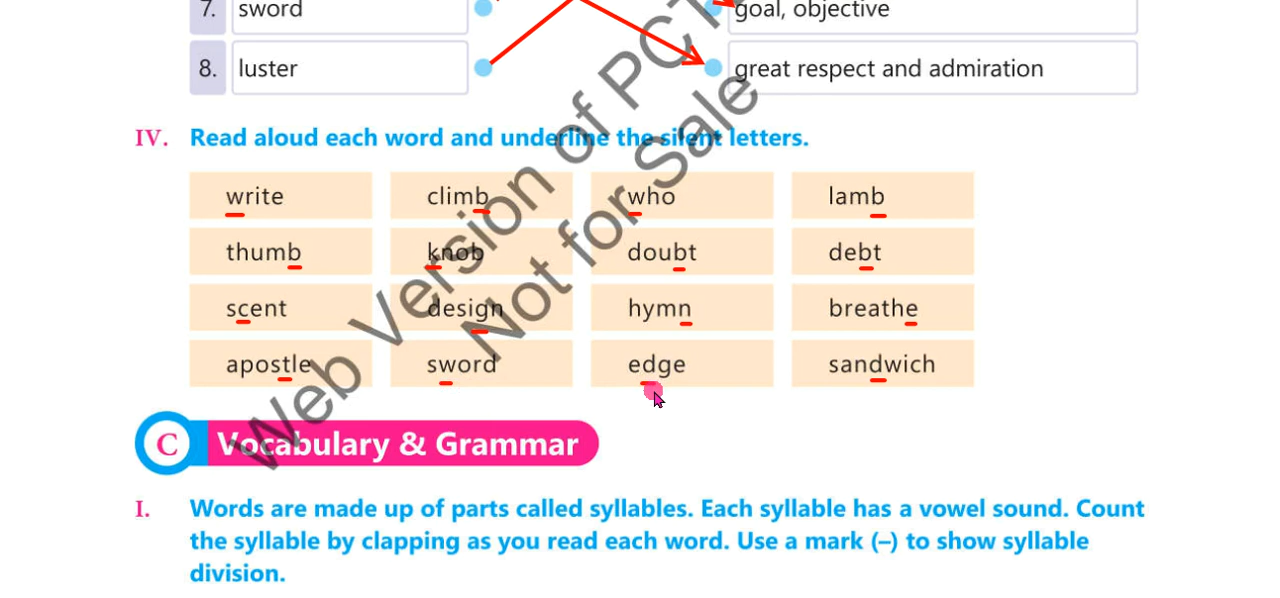 7. sword goal, objective
8. luster great respect and admiration
IV. Read aloud each word and underline the silent letters.
write climb who lamb
thumb knob doubt debt
scent design hymn breathe
apostle sword edge sandwich
C Vocabulary & Grammar
I. Words are made up of parts called syllables. Each syllable has a vowel sound. Count
the syllable by clapping as you read each word. Use a mark (–) to show syllable
division.
Web Version of PCT
Not for Sale